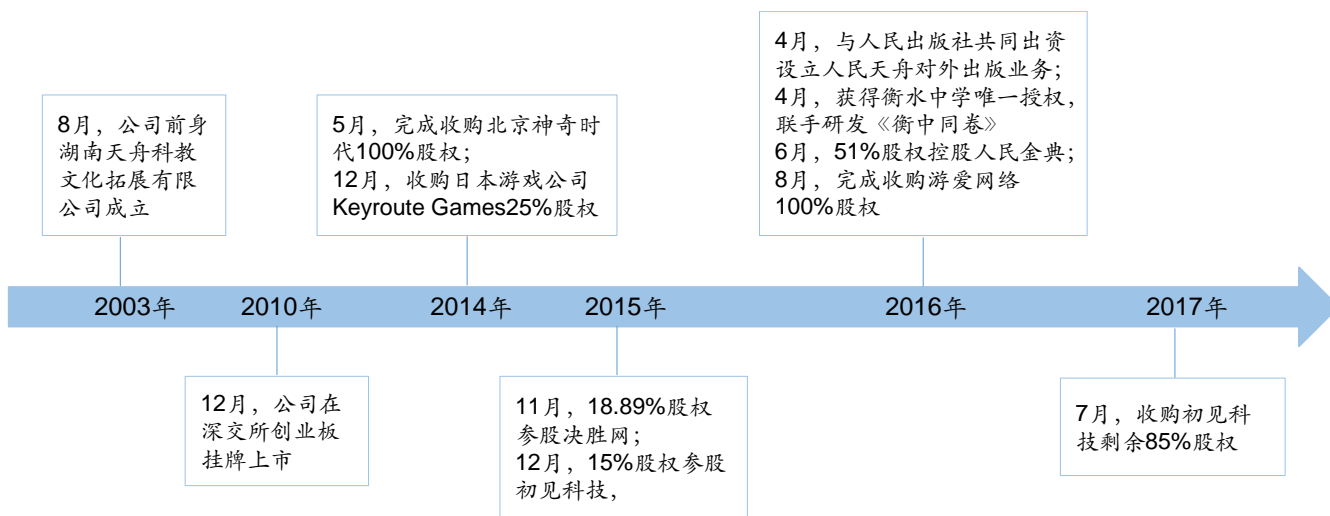 8月，公司前身
湖南天舟科教
文化拓展有限
公司成立
5月，完成收购北京神奇时
代100%股权；
12月，收购日本游戏公司
Keyroute Games25%股权
4月，与人民出版社共同出资
设立人民天舟对外出版业务；
4月，获得衡水中学唯一授权，
联手研发《衡中同卷》
6月，51%股权控股人民金典；
8月，完成收购游爱网络
100%股权
2003年
2010年
2014年
2015年
2016年
2017年
12月，公司在
深交所创业板
挂牌上市
11月，18.89%股权
参股决胜网；
12月，15%股权参股
初见科技，
7月，收购初见科
技剩余85%股权